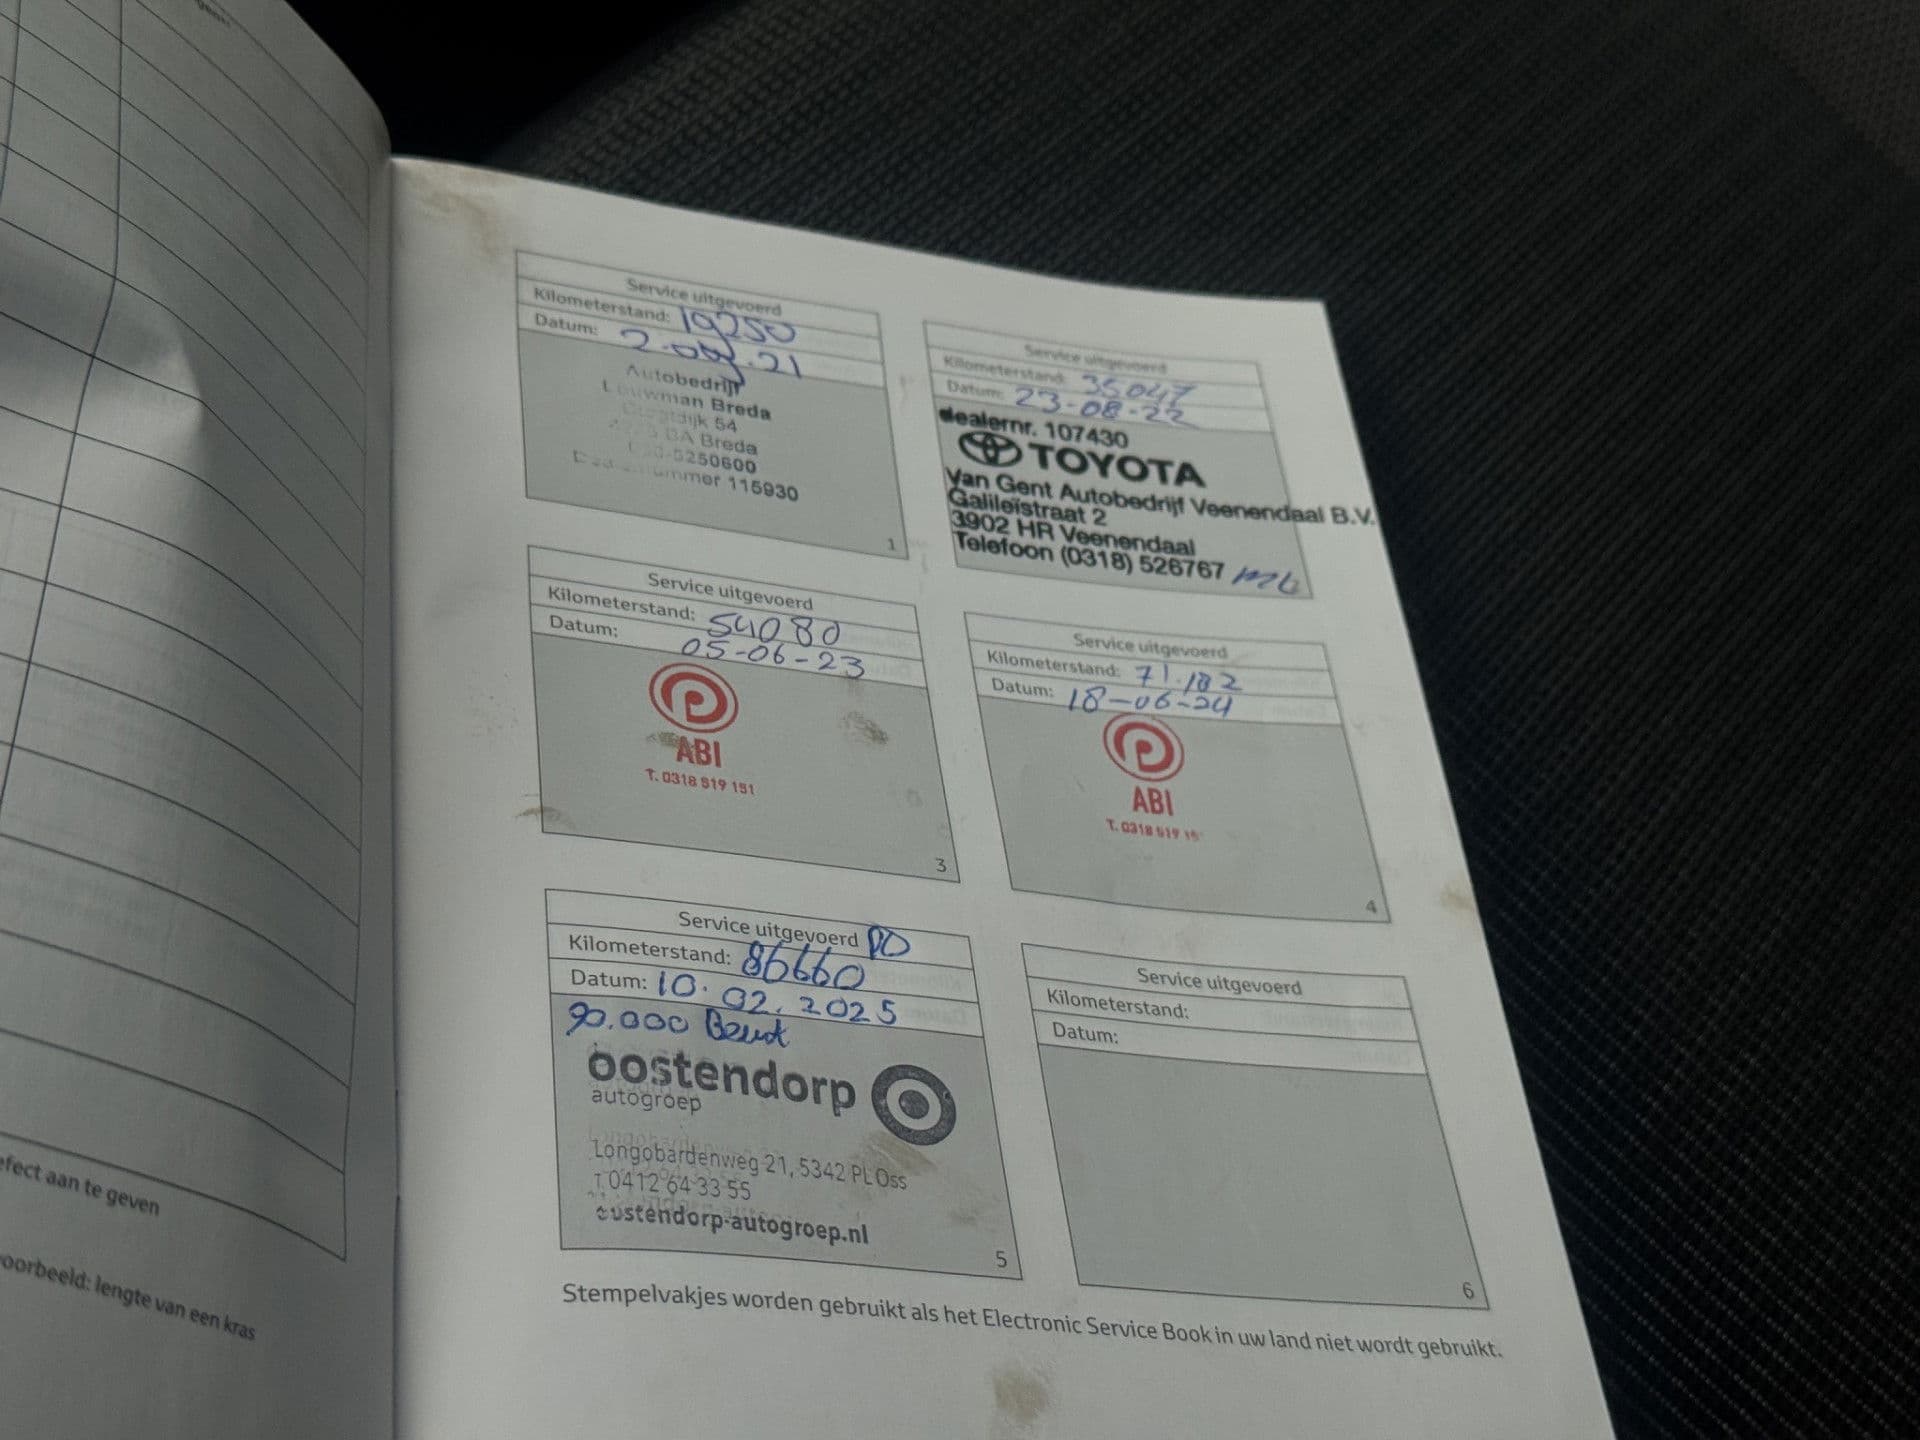 efect aan te geven
voorbeeld: lengte van een kras
Service uitgevoerd
Kilometerstand: 19250
Datum: 2 21
Autobedrijf
Louwman Breda
54
BA Breda
5250600
115930
1
Service uitgevoerd
Kilometerstand: 35047
Datum: 23-08-22
dealernr. 107430
TOYOTA
Van Gent Autobedrijf Veenendaal B.V.
Galileïstraat 2
3902 HR Veenendaal
Telefoon (0318) 526767
Service uitgevoerd
Kilometerstand: 54080
Datum: 05-06-23
ABI
T. 0318 519 151
3
Service uitgevoerd
Kilometerstand: 71.182
Datum: 18-06-24
ABI
T. 0318 519 15
4
Service uitgevoerd
Kilometerstand: 86660
Datum: 10.02.2025
90.000 Beurt
oostendorp
autogroep
Longobardenweg 21, 5342 PL Oss
T 0412 64 33 55
oostendorp-autogroep.nl
5
Service uitgevoerd
Kilometerstand:
Datum:
6
Stempelvakjes worden gebruikt als het Electronic Service Book in uw land niet wordt gebruikt.